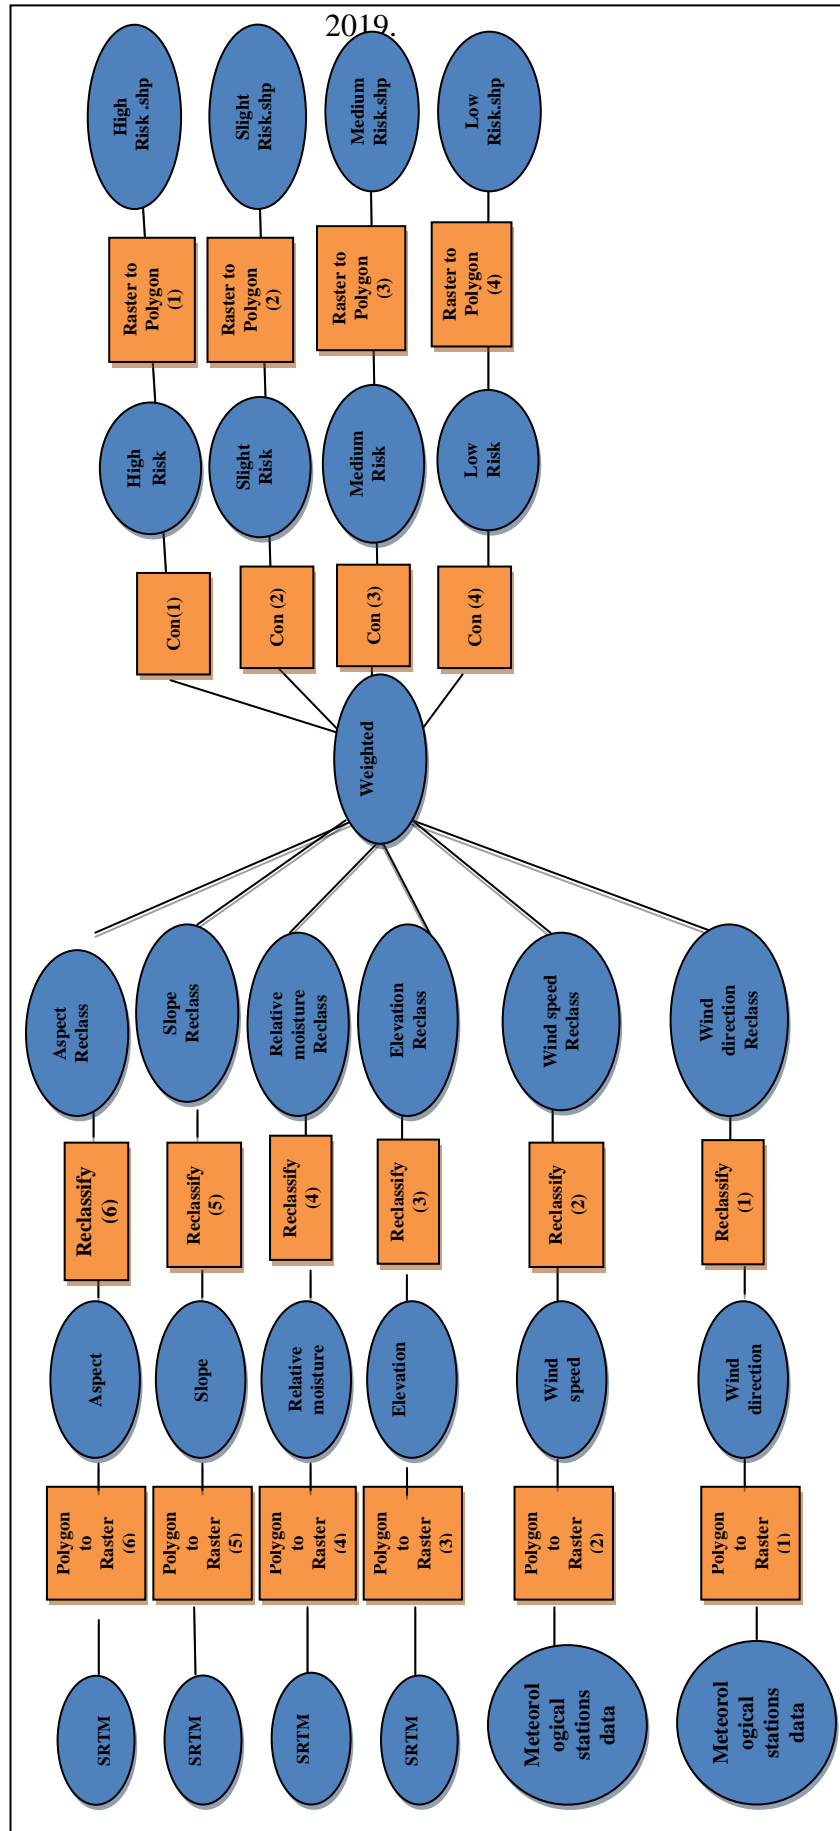 2019.
High
Risk .shp
Slight
Risk.shp
Medium
Risk.shp
Low
Risk.shp
Raster to
Polygon
(1)
Raster to
Polygon
(2)
Raster to
Polygon
(3)
Raster to
Polygon
(4)
High
Risk
Slight
Risk
Medium
Risk
Low
Risk
Con(1)
Con (2)
Con (3)
Con (4)
Weighted
Aspect
Reclass
Slope
Reclass
Relative
moisture
Reclass
Elevation
Reclass
Wind speed
Reclass
Wind
direction
Reclass
Reclassify
(6)
Reclassify
(5)
Reclassify
(4)
Reclassify
(3)
Reclassify
(2)
Reclassify
(1)
Aspect
Slope
Relative
moisture
Elevation
Wind
speed
Wind
direction
Polygon
to
Raster
(6)
Polygon
to
Raster
(5)
Polygon
to
Raster
(4)
Polygon
to
Raster
(3)
Polygon
to
Raster
(2)
Polygon
to
Raster
(1)
SRTM
SRTM
SRTM
SRTM
Meteorol
ogical
stations
data
Meteorol
ogical
stations
data